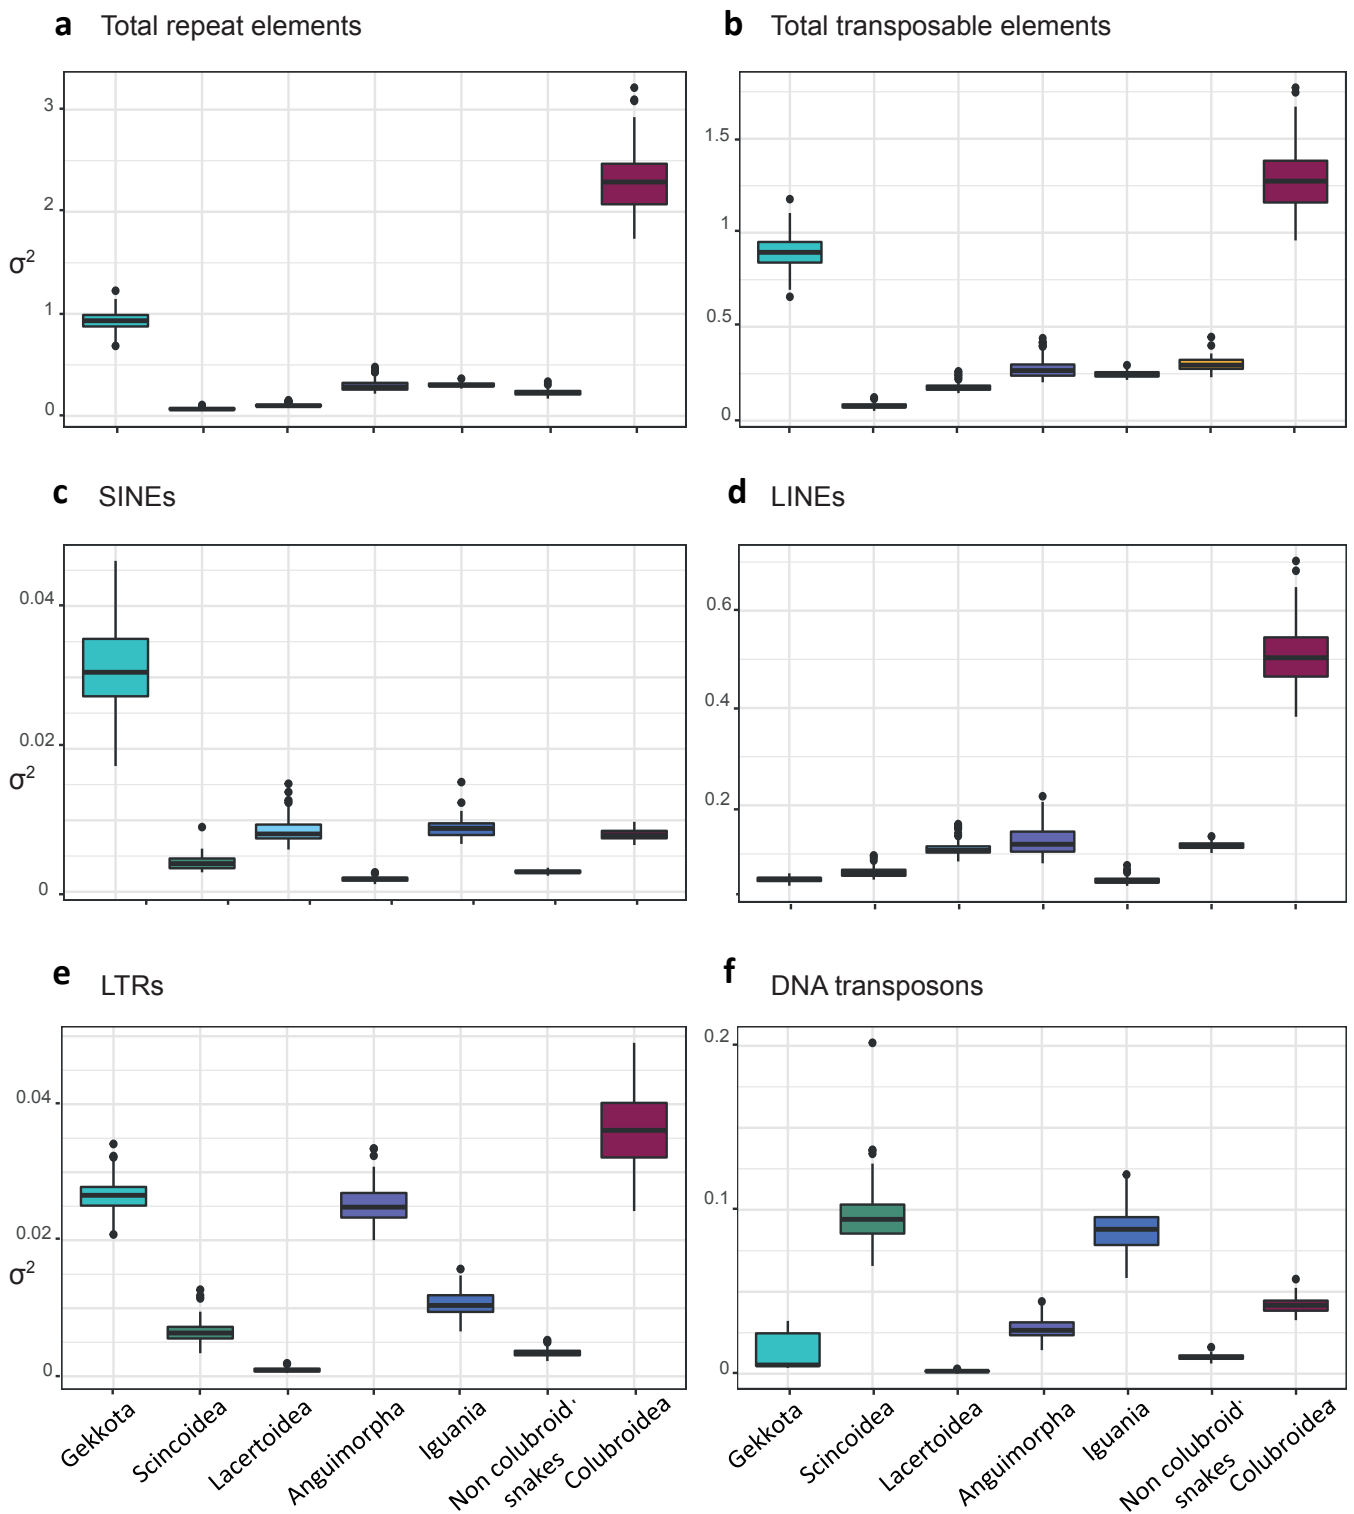 a Total repeat elements
b Total transposable elements
3
2
1
0
σ²
1.5
1
0.5
0
c SINEs
d LINEs
0.04
0.02
0
σ²
0.6
0.4
0.2
e LTRs
f DNA transposons
0.04
0.02
0
σ²
0.2
0.1
0
Gekkota
Scincoidea
Lacertoidea
Anguimorpha
Iguania
Non colubroid
snakes
Colubroidea
Gekkota
Scincoidea
Lacertoidea
Anguimorpha
Iguania
Non colubroid
snakes
Colubroidea